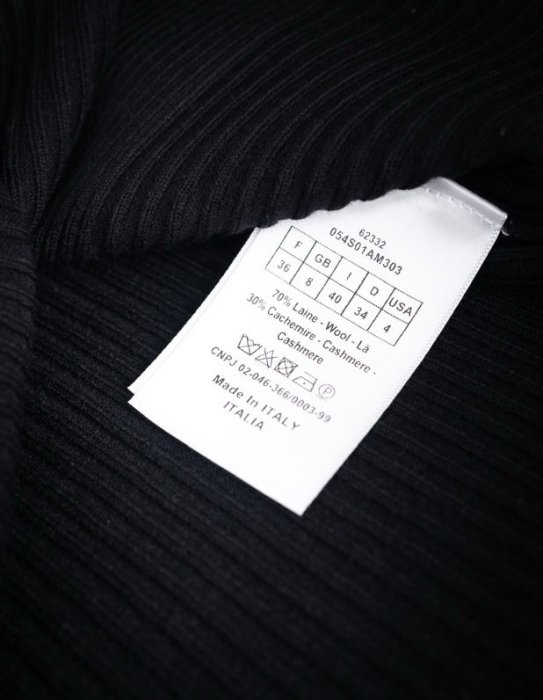 62332
054S01AM303
F GB I D USA
36 8 40 34 4
70% Laine - Wool - Lã
30% Cachemire - Cashmere -
Cashmere
P
CNPJ 02-046-366/0003-99
Made In ITALY
ITALIA